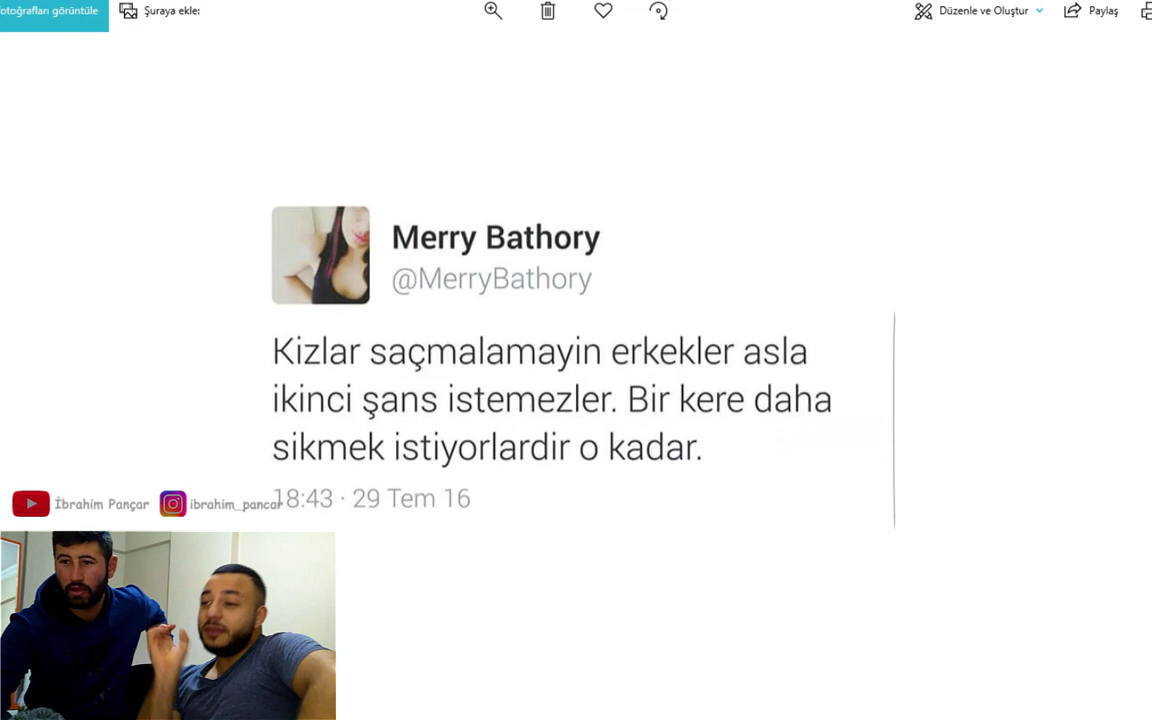 fotoğrafları görüntüle
Şuraya ekle:
Düzenle ve Oluştur
Paylaş
Merry Bathory
@MerryBathory
Kizlar saçmalamayin erkekler asla
ikinci şans istemezler. Bir kere daha
sikmek istiyorlardir o kadar.
18:43 · 29 Tem 16
İbrahim Pançar
ibrahim_pancar